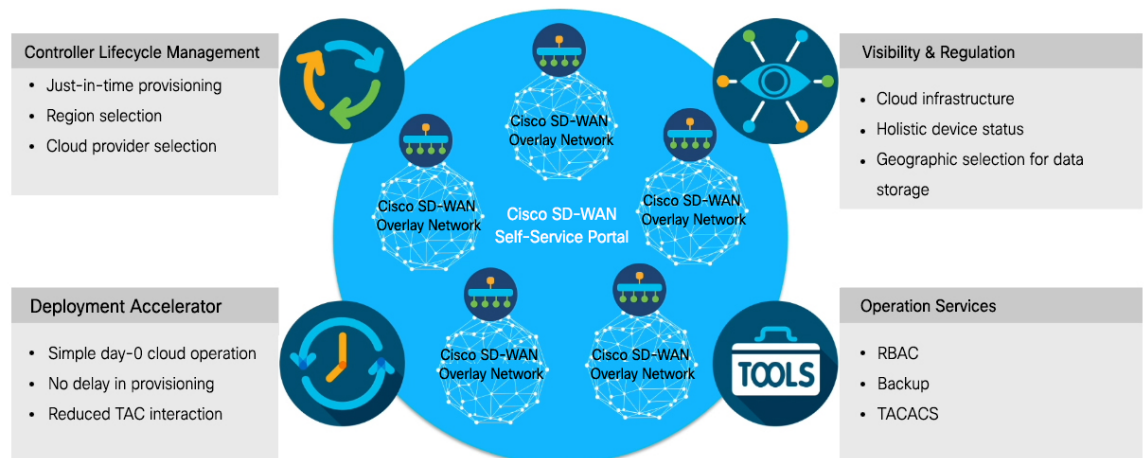 Controller Lifecycle Management
• Just-in-time provisioning
• Region selection
• Cloud provider selection
Visibility & Regulation
• Cloud infrastructure
• Holistic device status
• Geographic selection for data
storage
Cisco SD-WAN
Overlay Network
Cisco SD-WAN
Overlay Network
Cisco SD-WAN
Overlay Network
Cisco SD-WAN
Self-Service Portal
Cisco SD-WAN
Overlay Network
Cisco SD-WAN
Overlay Network
Deployment Accelerator
• Simple day-0 cloud operation
• No delay in provisioning
• Reduced TAC interaction
TOOLS
Operation Services
• RBAC
• Backup
• TACACS